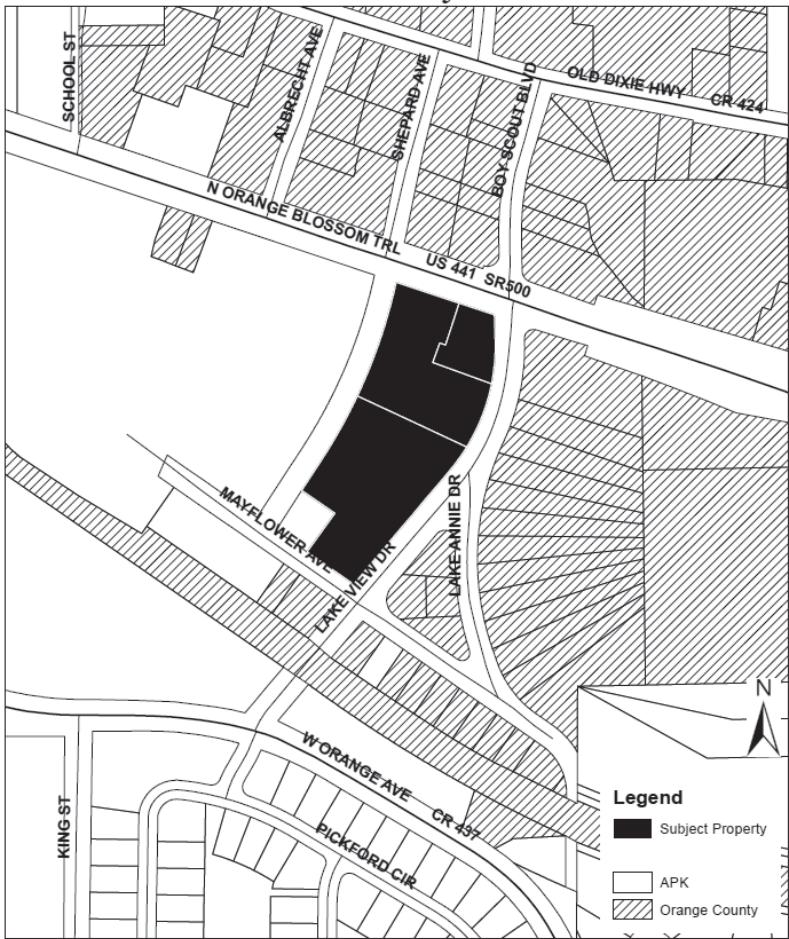 SCHOOL ST
ALBRECHT AVE
SHEPARD AVE
BOY SCOUT BLVD
OLD DIXIE HWY CR 424
N ORANGE BLOSSOM TRL
US 441 SR500
MAYFLOWER AVE
LAKE VIEW DR
LAKE ANNIE DR
W ORANGE AVE CR 437
KING ST
PICKFORD CIR
N
Legend
Subject Property
APK
Orange County